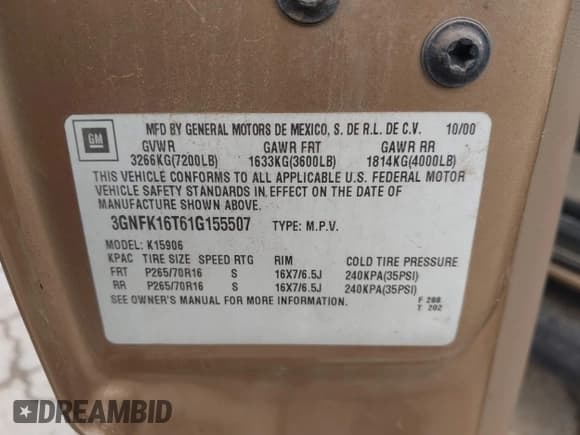 GM
MFD BY GENERAL MOTORS DE MEXICO, S. DE R.L. DE C.V. 10/00
GVWR GAWR FRT GAWR RR
3266KG(7200LB) 1633KG(3600LB) 1814KG(4000LB)
THIS VEHICLE CONFORMS TO ALL APPLICABLE U.S. FEDERAL MOTOR
VEHICLE SAFETY STANDARDS IN EFFECT ON THE DATE OF
MANUFACTURE SHOWN ABOVE.
3GNFK16T61G155507 TYPE: M.P.V.
MODEL: K15906
KPAC TIRE SIZE SPEED RTG RIM COLD TIRE PRESSURE
FRT P265/70R16 S 16X7/6.5J 240KPA(35PSI)
RR P265/70R16 S 16X7/6.5J 240KPA(35PSI)
SEE OWNER'S MANUAL FOR MORE INFORMATION. F 288
T 202
DREAMBID